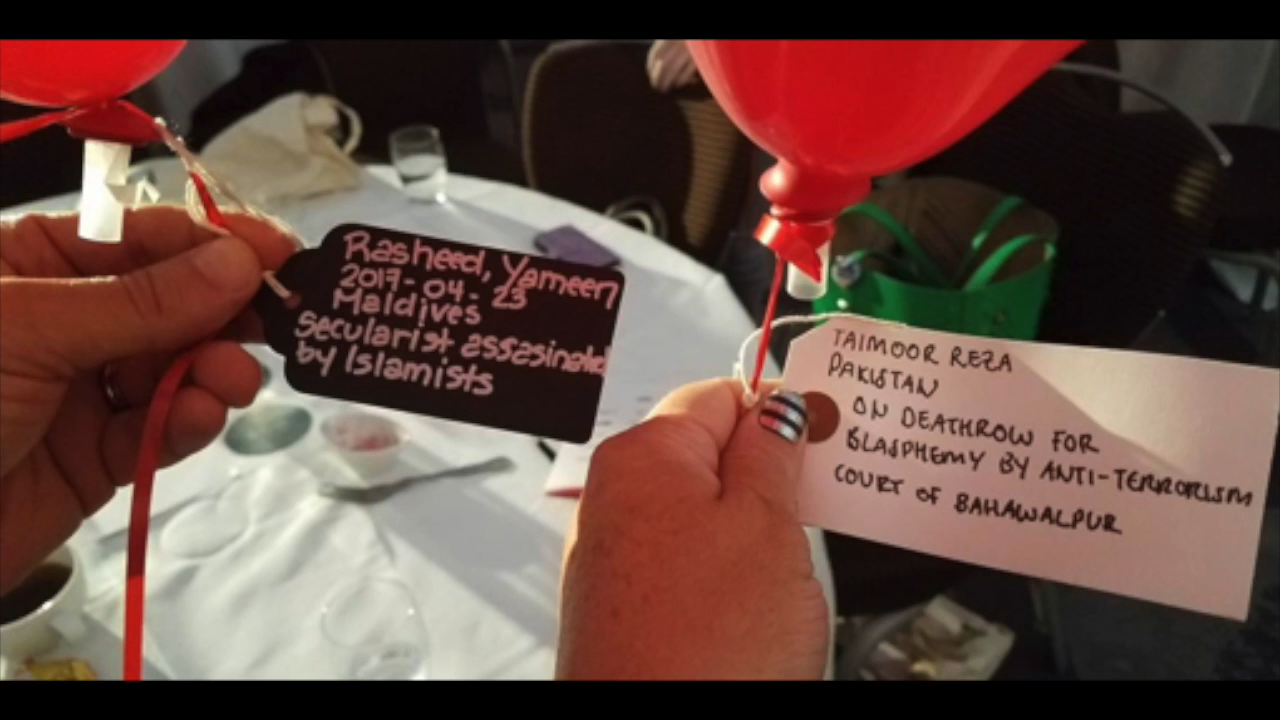 Rasheed, Yameen
2017-04-23
Maldives
secularist assasinated
by Islamists
TAIMOOR REZA
PAKISTAN
ON DEATHROW FOR
BLASPHEMY BY ANTI-TERRORISM
COURT OF BAHAWALPUR